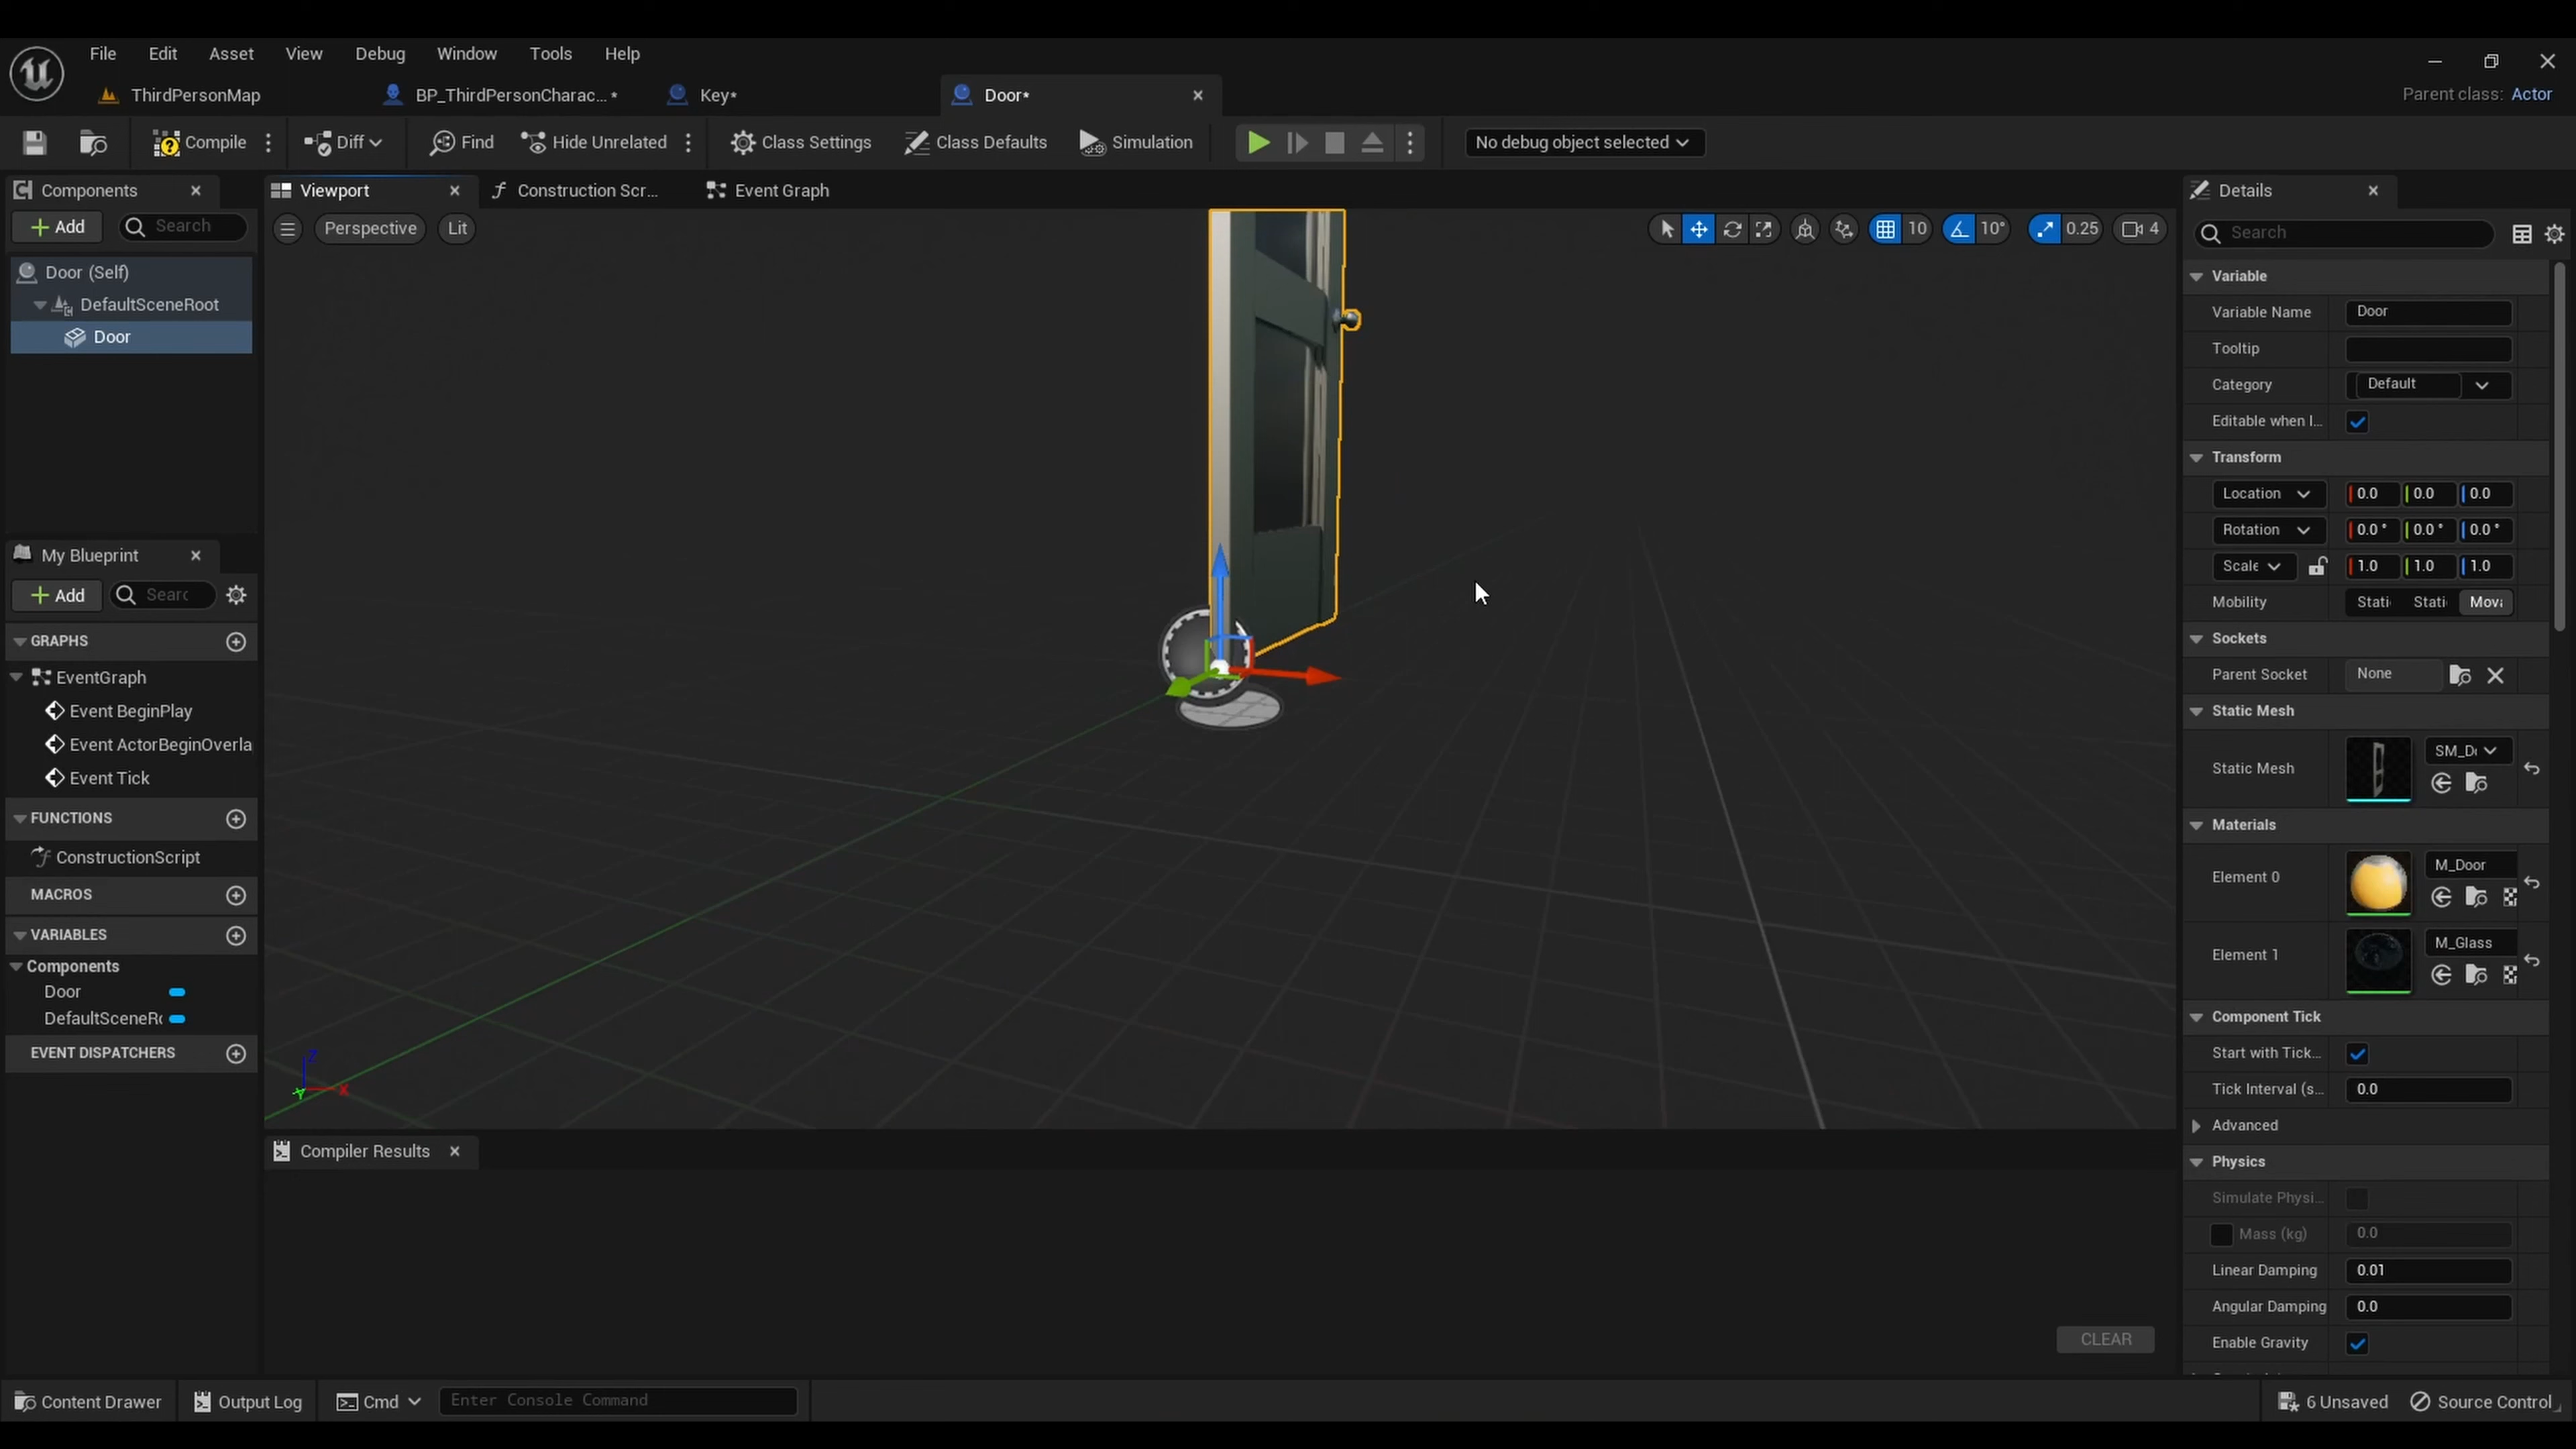 File Edit Asset View Debug Window Tools Help
ThirdPersonMap BP_ThirdPersonCharac...* Key* Door*
Parent class: Actor
Compile Diff Find Hide Unrelated Class Settings Class Defaults Simulation No debug object selected
Components
Add Search
Door (Self)
DefaultSceneRoot
Door
My Blueprint
Add Searc
GRAPHS
EventGraph
Event BeginPlay
Event ActorBeginOverla
Event Tick
FUNCTIONS
ConstructionScript
MACROS
VARIABLES
Components
Door
DefaultSceneRo
EVENT DISPATCHERS
Viewport Construction Scr... Event Graph
Perspective Lit
10 10° 0.25 4
Z
Y X
Compiler Results
CLEAR
Details
Search
Variable
Variable Name Door
Tooltip
Category Default
Editable when I...
Transform
Location 0.0 0.0 0.0
Rotation 0.0° 0.0° 0.0°
Scale 1.0 1.0 1.0
Mobility Stati Stati Mova
Sockets
Parent Socket None
Static Mesh
Static Mesh SM_Do
Materials
Element 0 M_Door
Element 1 M_Glass
Component Tick
Start with Tick...
Tick Interval (s... 0.0
Advanced
Physics
Simulate Physi...
Mass (kg) 0.0
Linear Damping 0.01
Angular Damping 0.0
Enable Gravity
Content Drawer Output Log Cmd Enter Console Command
6 Unsaved Source Control